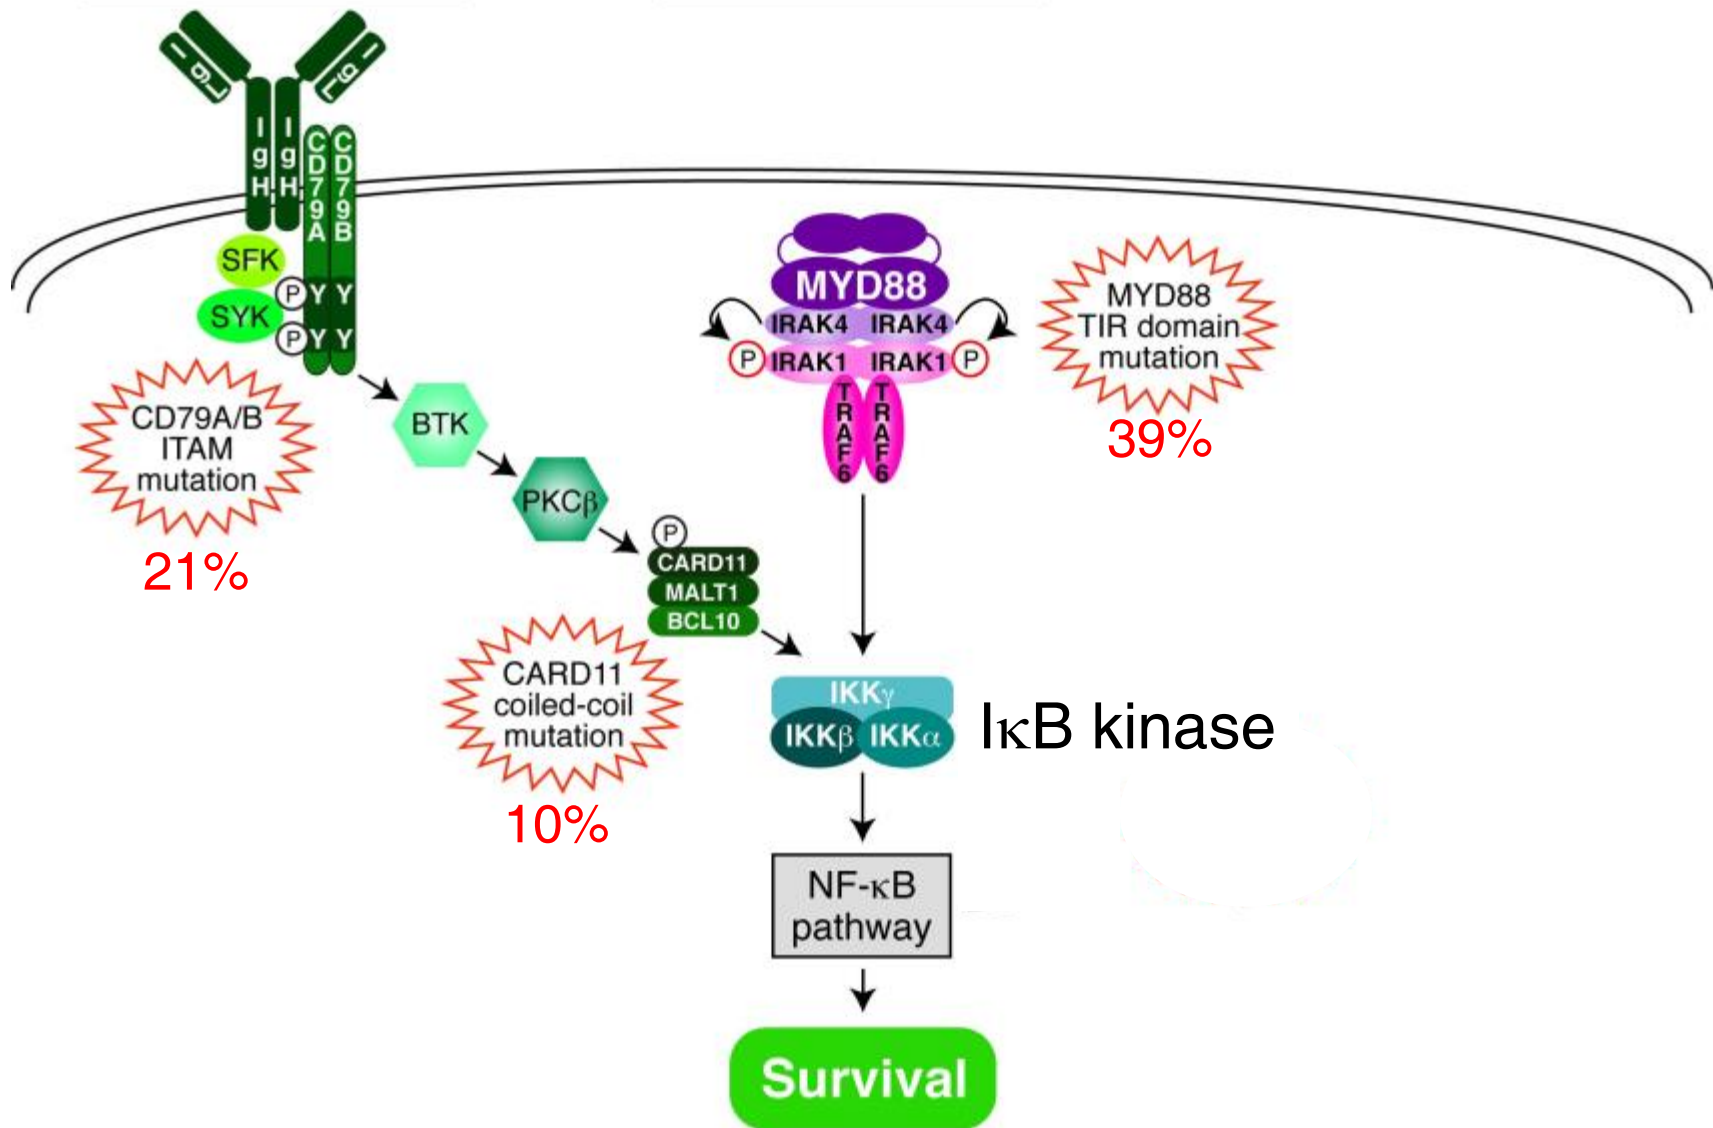 IgL
IgL
IgH
IgH
CD79A
CD79B
SFK
SYK
P
P
Y Y
Y Y
CD79A/B
ITAM
mutation
21%
BTK
PKCβ
P
CARD11
MALT1
BCL10
CARD11
coiled-coil
mutation
10%
MYD88
IRAK4 IRAK4
P IRAK1 IRAK1 P
TRAF6
TRAF6
MYD88
TIR domain
mutation
39%
IKKγ
IKKβ IKKα
IκB kinase
NF-κB
pathway
Survival